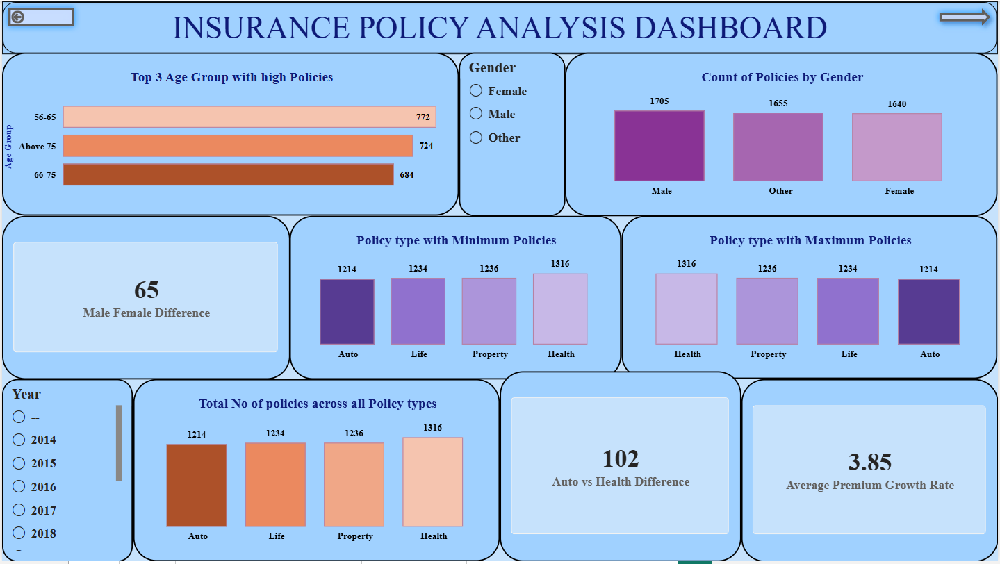 INSURANCE POLICY ANALYSIS DASHBOARD
Top 3 Age Group with high Policies
Age Group
56-65 772
Above 75 724
66-75 684
Gender
Female
Male
Other
Count of Policies by Gender
1705 1655 1640
Male Other Female
65
Male Female Difference
Policy type with Minimum Policies
1214 1234 1236 1316
Auto Life Property Health
Policy type with Maximum Policies
1316 1236 1234 1214
Health Property Life Auto
Year
--
2014
2015
2016
2017
2018
Total No of policies across all Policy types
1214 1234 1236 1316
Auto Life Property Health
102
Auto vs Health Difference
3.85
Average Premium Growth Rate